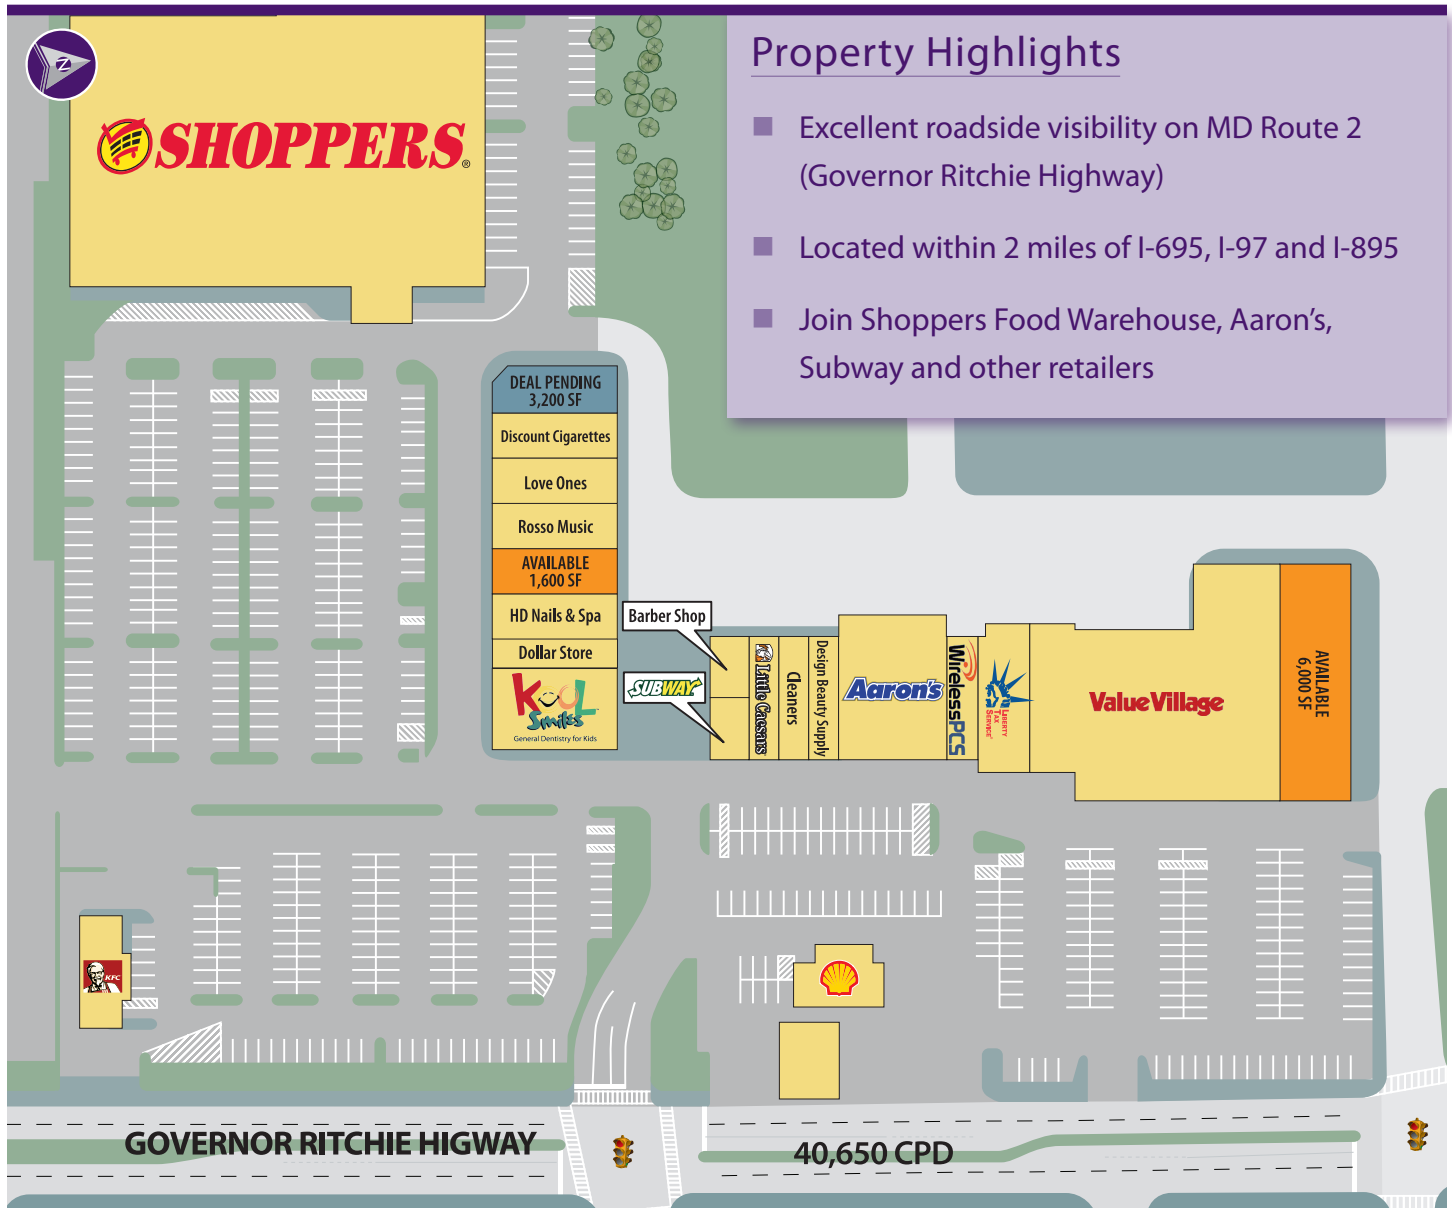 Z
Property Highlights
Excellent roadside visibility on MD Route 2
(Governor Ritchie Highway)
Located within 2 miles of I-695, I-97 and I-895
Join Shoppers Food Warehouse, Aaron's,
Subway and other retailers
SHOPPERS®
DEAL PENDING
3,200 SF
Discount Cigarettes
Love Ones
Rosso Music
AVAILABLE
1,600 SF
HD Nails & Spa
Dollar Store
KOOL
Smiles
General Dentistry for Kids
Barber Shop
SUBWAY
Little Caesars
Cleaners
Design Beauty Supply
Aaron's
WirelessPCS
LIBERTY
TAX
SERVICE
Value Village
AVAILABLE
6,000 SF
KFC
GOVERNOR RITCHIE HIGWAY
40,650 CPD